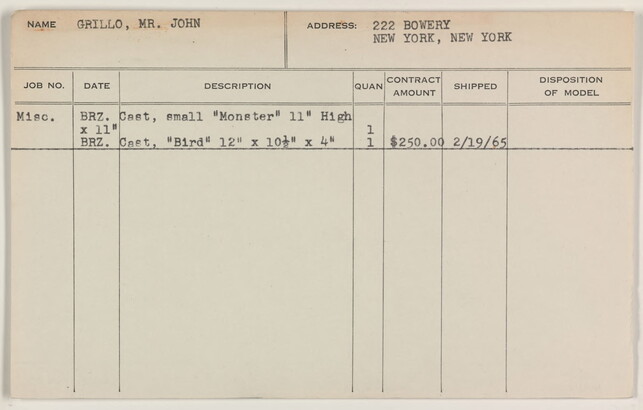 NAME GRILLO, MR. JOHN ADDRESS: 222 BOWERY
NEW YORK, NEW YORK
JOB NO. DATE DESCRIPTION QUAN CONTRACT AMOUNT SHIPPED DISPOSITION OF MODEL
Misc. BRZ. Cast, small "Monster" 11" High
x 11" 1
BRZ. Cast, "Bird" 12" x 10½" x 4" 1 $250.00 2/19/65